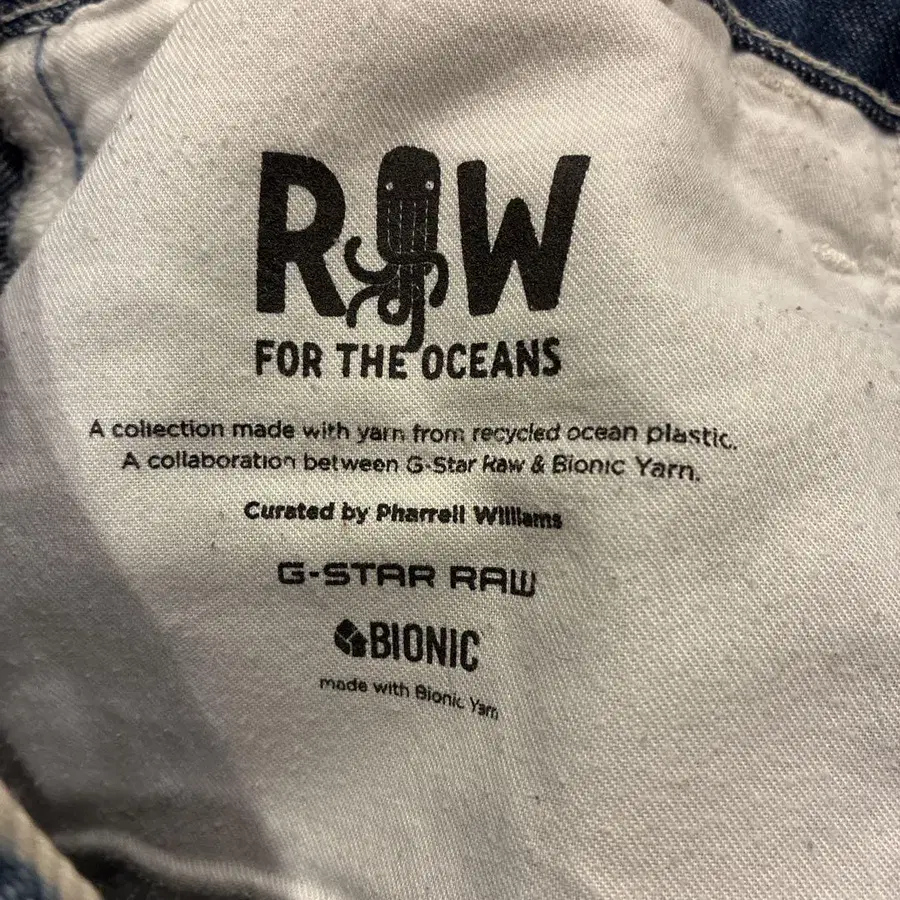 RAW
FOR THE OCEANS
A collection made with yarn from recycled ocean plastic.
A collaboration between G-Star Raw & Bionic Yarn.
Curated by Pharrell Williams
G-STAR RAW
BIONIC
made with Bionic Yarn